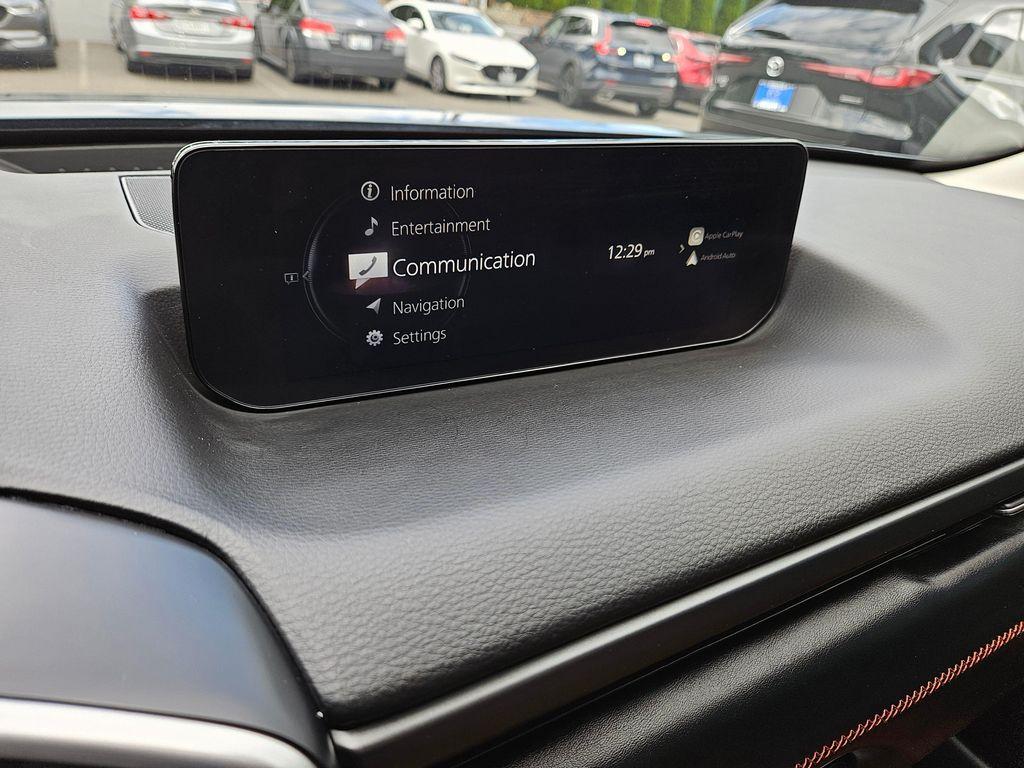 Information
Entertainment
Communication
Navigation
Settings
12:29 pm
Apple CarPlay
Android Auto